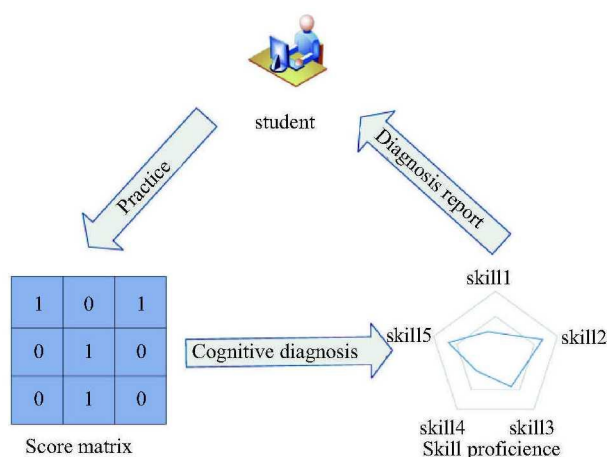 student
Practice
Diagnosis report
1 0 1
0 1 0
0 1 0
Score matrix
Cognitive diagnosis
skill1
skill5
skill2
skill4
skill3
Skill proficience